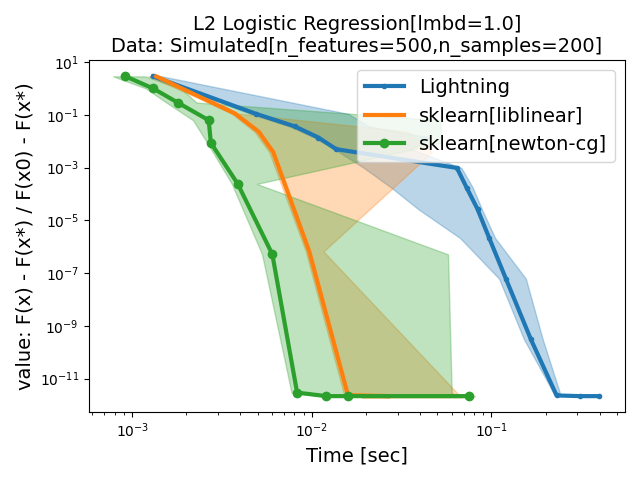 L2 Logistic Regression[lmbd=1.0]
Data: Simulated[n_features=500,n_samples=200]
value: F(x) - F(x*) / F(x0) - F(x*)
10¹
10⁻¹
10⁻³
10⁻⁵
10⁻⁷
10⁻⁹
10⁻¹¹
Lightning
sklearn[liblinear]
sklearn[newton-cg]
10⁻³
10⁻²
10⁻¹
Time [sec]